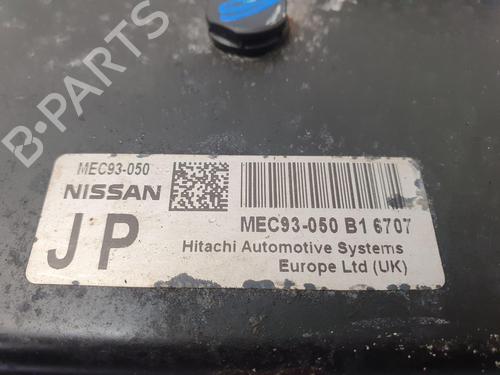 B-PARTS
MEC93-050
NISSAN
JP
MEC93-050 B1 6707
Hitachi Automotive Systems
Europe Ltd (UK)